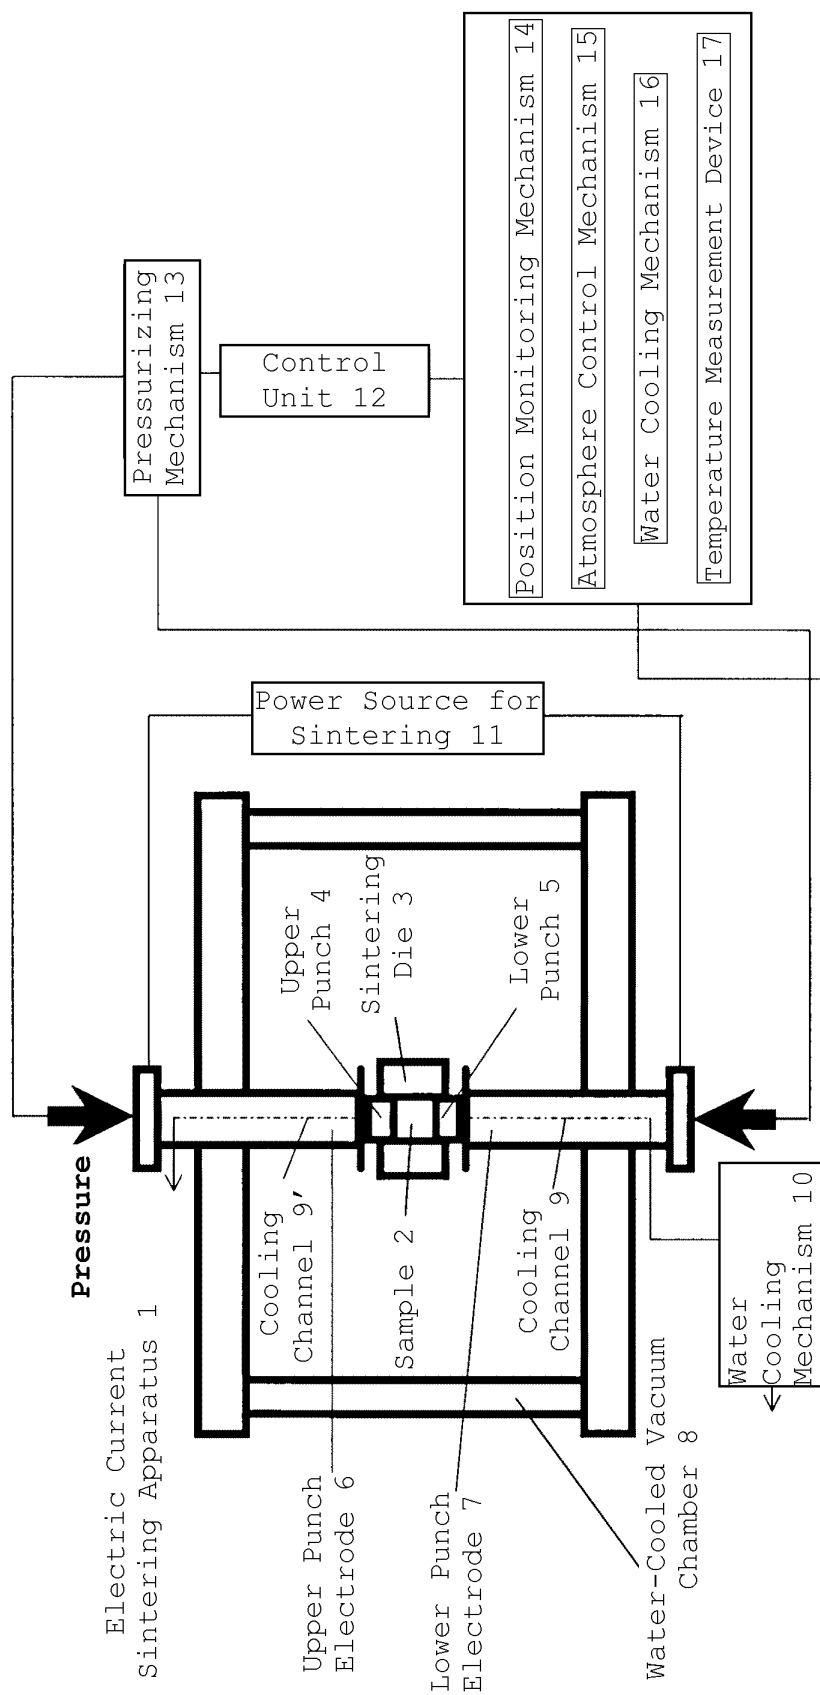 Electric Current
Sintering Apparatus 1
Pressure
Pressurizing
Mechanism 13
Control
Unit 12
Position Monitoring Mechanism 14
Atmosphere Control Mechanism 15
Water Cooling Mechanism 16
Temperature Measurement Device 17
Power Source for
Sintering 11
Upper
Punch 4
Sintering
Die 3
Lower
Punch 5
Cooling
Channel 9′
Sample 2
Cooling
Channel 9
Upper Punch
Electrode 6
Lower Punch
Electrode 7
Water-Cooled Vacuum
Chamber 8
Water
Cooling
Mechanism 10